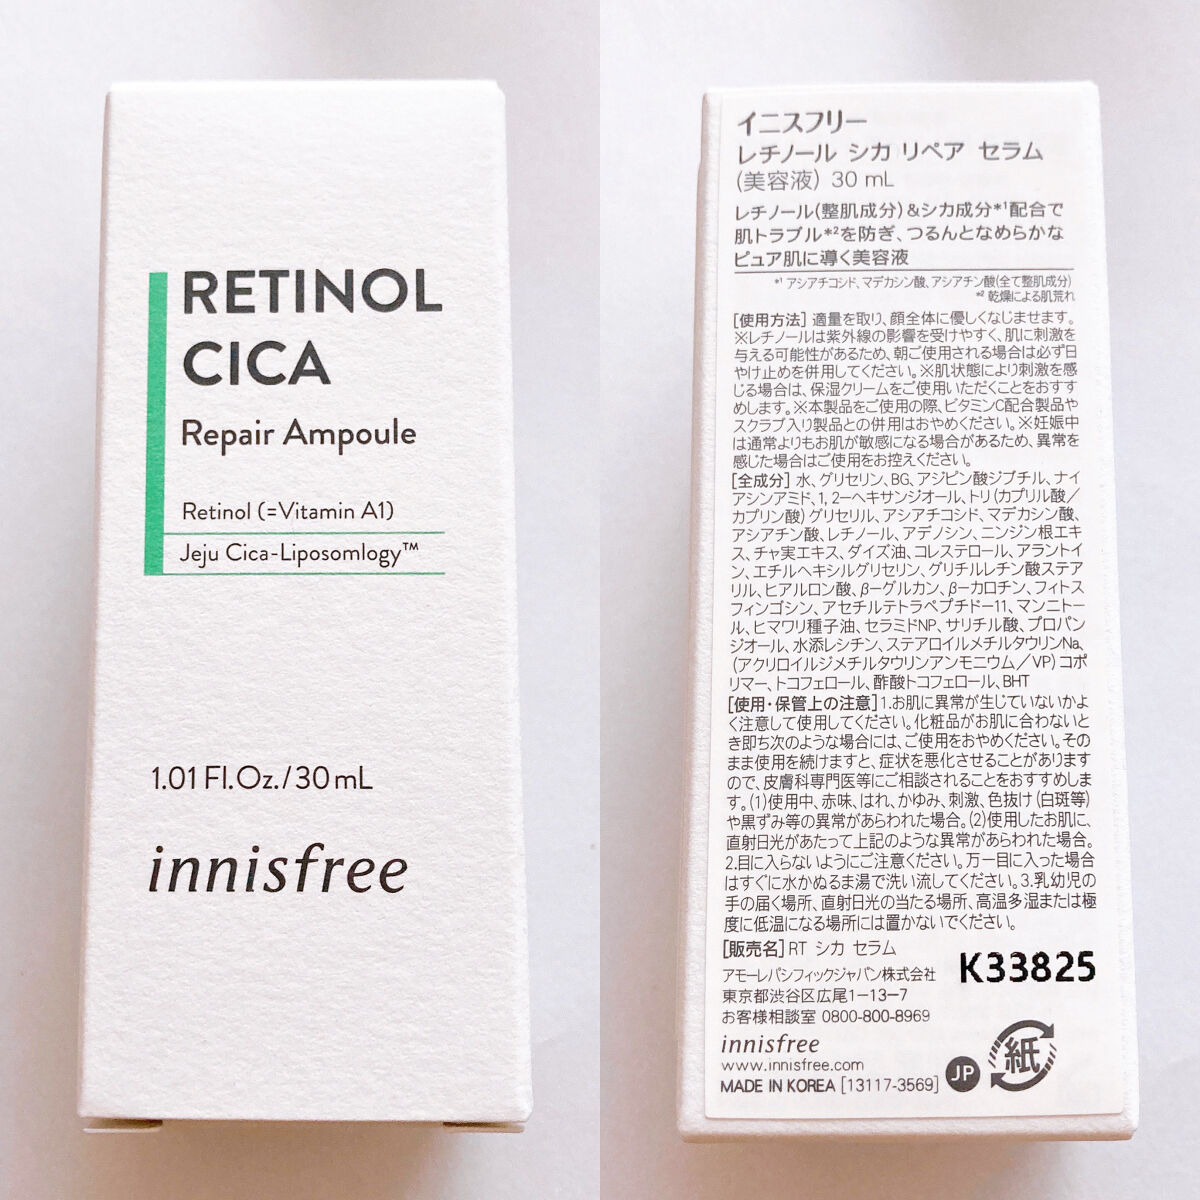 RETINOL
CICA
Repair Ampoule
Retinol (=Vitamin A1)
Jeju Cica-Liposomlogy™
1.01 Fl.Oz./30 mL
innisfree
イニスフリー
レチノール シカ リペア セラム
(美容液) 30 mL
レチノール(整肌成分)&シカ成分*¹配合で
肌トラブル*²を防ぎ、つるんとなめらかな
ピュア肌に導く美容液
*¹ アシアチコシド、マデカシン酸、アシアチン酸(全て整肌成分)
*² 乾燥による肌荒れ
[使用方法] 適量を取り、顔全体に優しくなじませます。
※レチノールは紫外線の影響を受けやすく、肌に刺激を
与える可能性があるため、朝ご使用される場合は必ず日
やけ止めを併用してください。※肌状態により刺激を感
じる場合は、保湿クリームをご使用いただくことをおすす
めします。※本製品をご使用の際、ビタミンC配合製品や
スクラブ入り製品との併用はおやめください。※妊娠中
は通常よりもお肌が敏感になる場合があるため、異常を
感じた場合はご使用をお控えください。
[全成分] 水、グリセリン、BG、アジピン酸ジブチル、ナイ
アシンアミド、1, 2-ヘキサンジオール、トリ(カプリル酸/
カプリン酸)グリセリル、アシアチコシド、マデカシン酸、
アシアチン酸、レチノール、アデノシン、ニンジン根エキ
ス、チャ実エキス、ダイズ油、コレステロール、アラントイ
ン、エチルヘキシルグリセリン、グリチルレチン酸ステア
リル、ヒアルロン酸、β-グルカン、β-カロチン、フィトス
フィンゴシン、アセチルテトラペプチド-11、マンニトー
ル、ヒマワリ種子油、セラミドNP、サリチル酸、プロパン
ジオール、水添レシチン、ステアロイルメチルタウリンNa、
(アクリロイルジメチルタウリンアンモニウム/VP)コポ
リマー、トコフェロール、酢酸トコフェロール、BHT
[使用・保管上の注意]1.お肌に異常が生じていないかよ
く注意して使用してください。化粧品がお肌に合わないと
き即ち次のような場合には、ご使用をおやめください。その
まま使用を続けますと、症状を悪化させることがあります
ので、皮膚科専門医等にご相談されることをおすすめしま
す。(1)使用中、赤味、はれ、かゆみ、刺激、色抜け(白斑等)
や黒ずみ等の異常があらわれた場合。(2)使用したお肌に、
直射日光があたって上記のような異常があらわれた場合。
2.目に入らないようにご注意ください。万一目に入った場合
はすぐに水かぬるま湯で洗い流してください。3.乳幼児の
手の届く場所、直射日光の当たる場所、高温多湿または極
度に低温になる場所には置かないでください。
[販売名]RT シカ セラム
アモーレパシフィックジャパン株式会社
K33825
東京都渋谷区広尾1-13-7
お客様相談室 0800-800-8969
innisfree
www.innisfree.com
MADE IN KOREA [13117-3569]
JP
紙